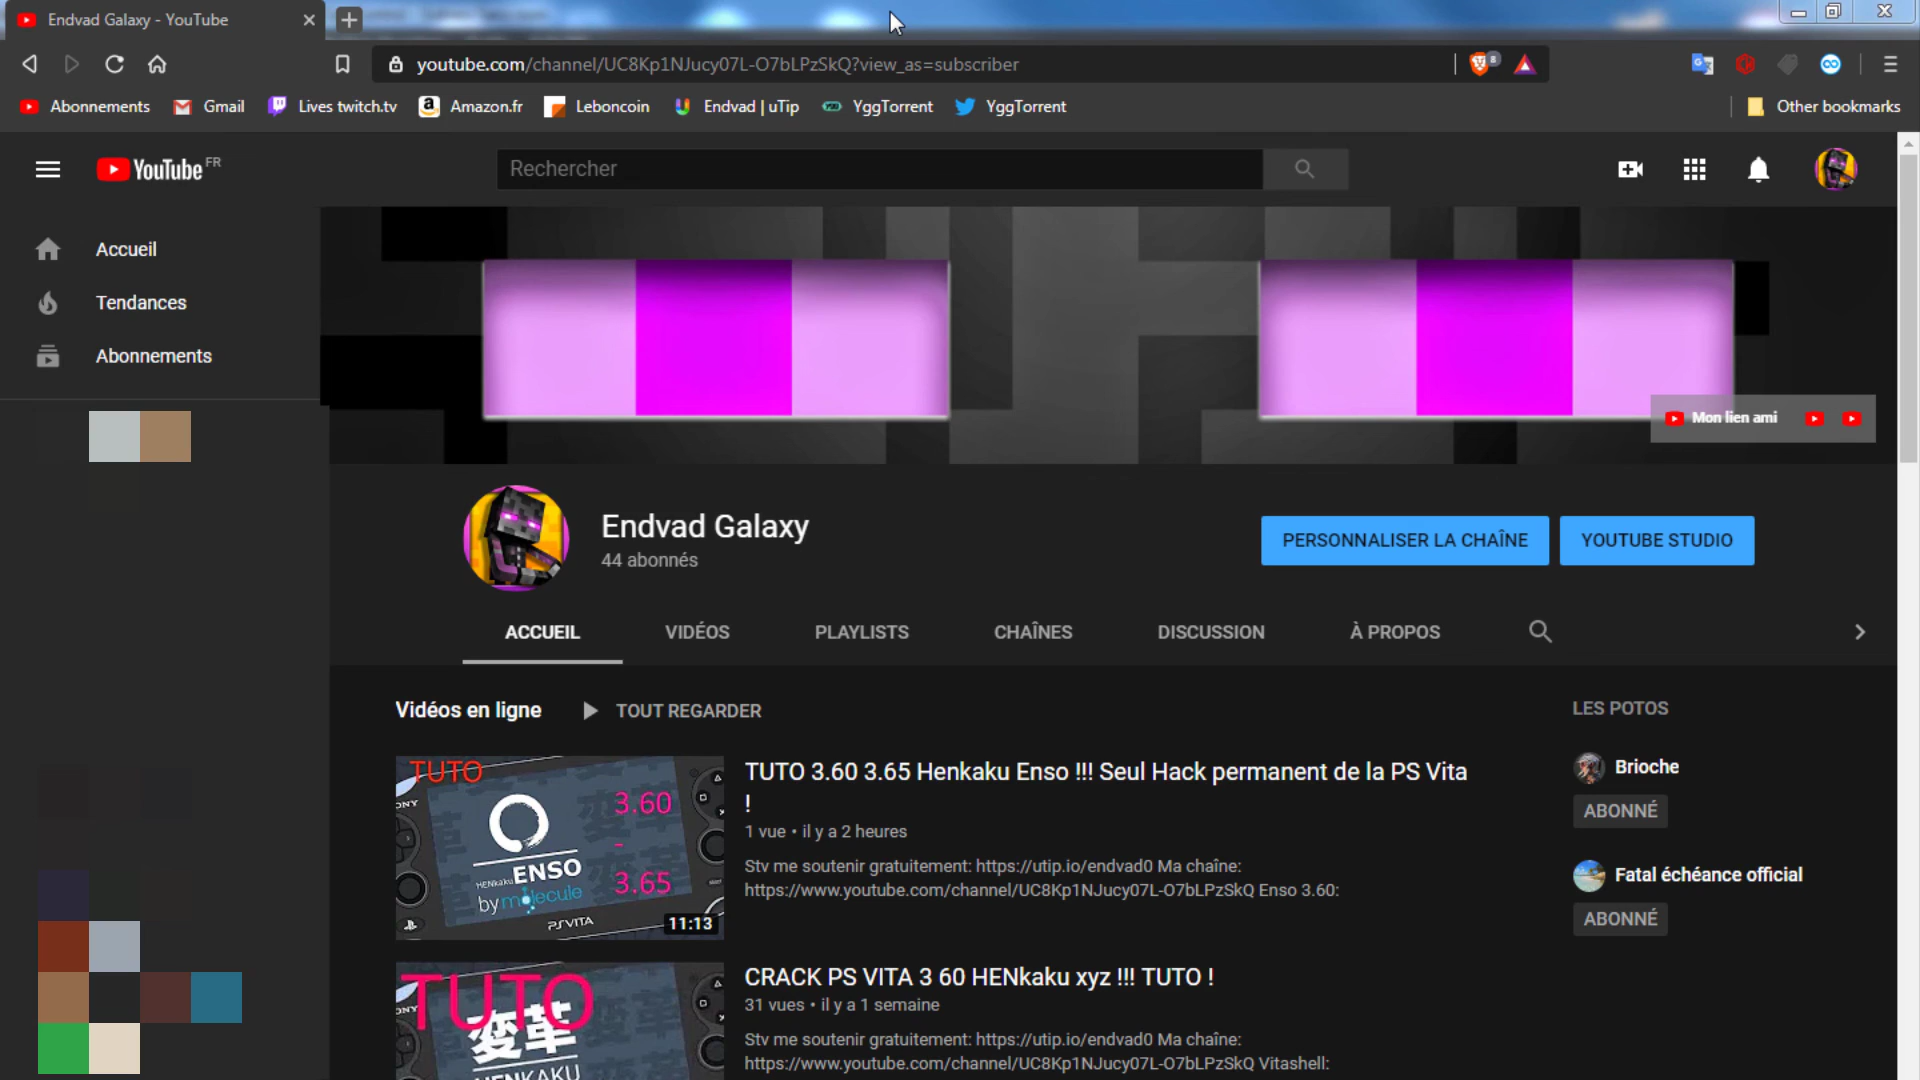 Endvad Galaxy - YouTube
youtube.com/channel/UC8Kp1NJucy07L-O7bLPzSkQ?view_as=subscriber
8
Abonnements
Gmail
Lives twitch.tv
Amazon.fr
Leboncoin
Endvad | uTip
YggTorrent
YggTorrent
Other bookmarks
YouTube FR
Rechercher
Accueil
Tendances
Abonnements
Mon lien ami
Endvad Galaxy
44 abonnés
PERSONNALISER LA CHAÎNE
YOUTUBE STUDIO
ACCUEIL
VIDÉOS
PLAYLISTS
CHAÎNES
DISCUSSION
À PROPOS
Vidéos en ligne
TOUT REGARDER
LES POTOS
TUTO
3.60
-
3.65
HENkaku ENSO
by molecule
PSVITA
11:13
TUTO 3.60 3.65 Henkaku Enso !!! Seul Hack permanent de la PS Vita
!
1 vue • il y a 2 heures
Stv me soutenir gratuitement: https://utip.io/endvad0 Ma chaîne:
https://www.youtube.com/channel/UC8Kp1NJucy07L-O7bLPzSkQ Enso 3.60:
Brioche
ABONNÉ
Fatal échéance official
ABONNÉ
TUTO
変革
HENKAKU
CRACK PS VITA 3 60 HENkaku xyz !!! TUTO !
31 vues • il y a 1 semaine
Stv me soutenir gratuitement: https://utip.io/endvad0 Ma chaîne:
https://www.youtube.com/channel/UC8Kp1NJucy07L-O7bLPzSkQ Vitashell: